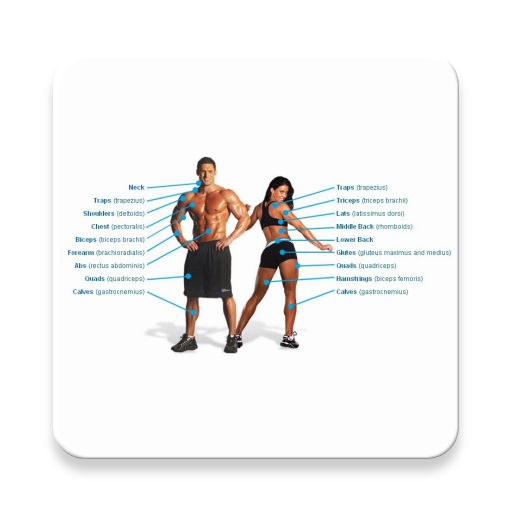 Neck
Traps (trapezius)
Shoulders (deltoids)
Chest (pectoralis)
Biceps (biceps brachii)
Forearm (brachioradialis)
Abs (rectus abdominis)
Quads (quadriceps)
Calves (gastrocnemius)
Traps (trapezius)
Triceps (triceps brachii)
Lats (latissimus dorsi)
Middle Back (rhomboids)
Lower Back
Glutes (gluteus maximus and medius)
Quads (quadriceps)
Hamstrings (biceps femoris)
Calves (gastrocnemius)